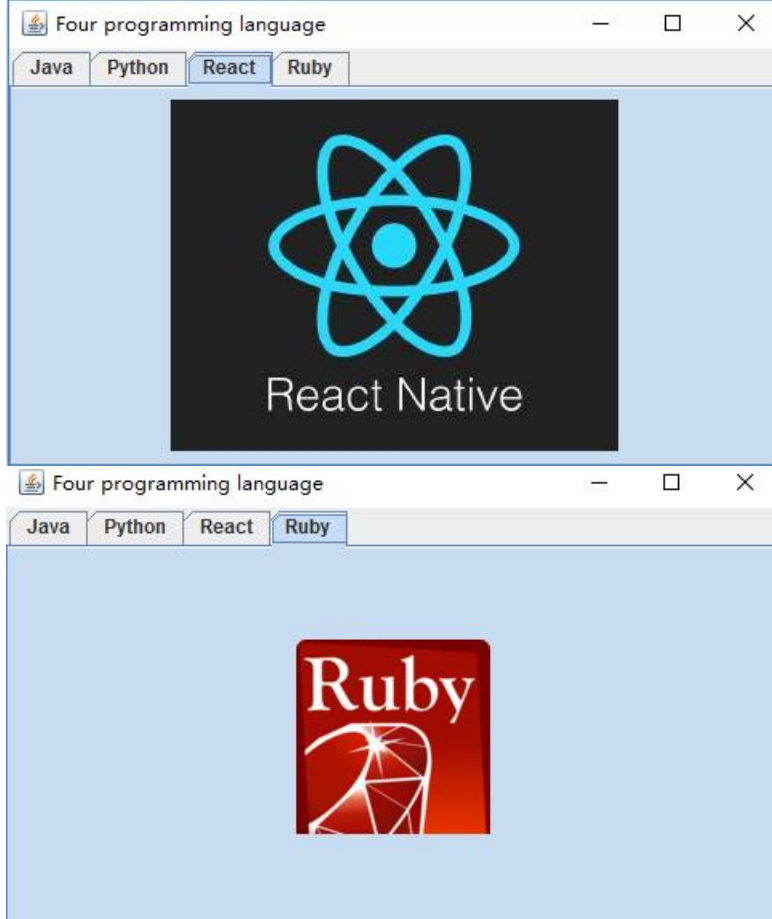 Four programming language
Java Python React Ruby
React Native
Four programming language
Java Python React Ruby
Ruby